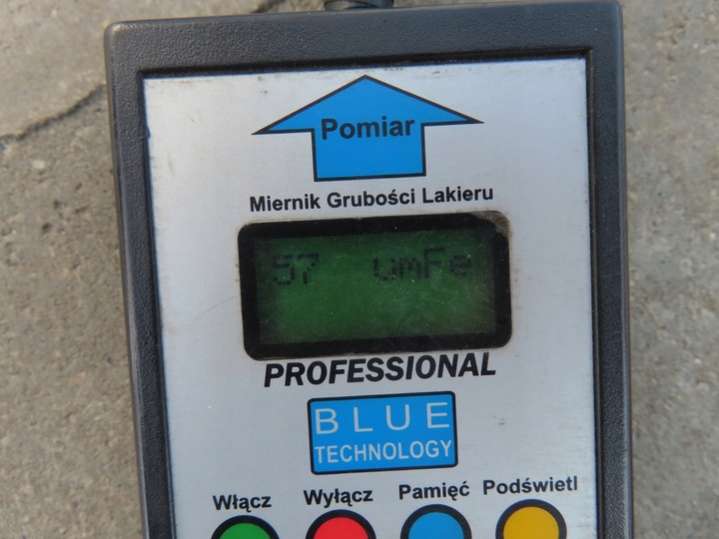 Pomiar
Miernik Grubości Lakieru
57 umFe
PROFESSIONAL
BLUE
TECHNOLOGY
Włącz Wyłącz Pamięć Podświetl